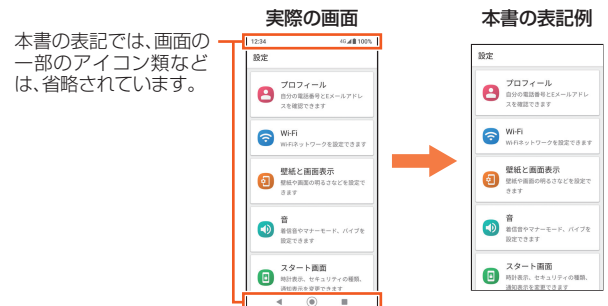 実際の画面
本書の表記例
本書の表記では、画面の
一部のアイコン類など
は、省略されています。
12:34
4G 100%
設定
プロフィール
自分の電話番号とEメールアドレ
スを確認できます
Wi-Fi
Wi-Fiネットワークを設定できます
壁紙と画面表示
壁紙や画面の明るさなどを設定で
きます
音
着信音やマナーモード、バイブを
設定できます
スタート画面
時計表示、セキュリティの種類、
通知表示を変更できます
設定
プロフィール
自分の電話番号とEメールアドレ
スを確認できます
Wi-Fi
Wi-Fiネットワークを設定できます
壁紙と画面表示
壁紙や画面の明るさなどを設定で
きます
音
着信音やマナーモード、バイブを
設定できます
スタート画面
時計表示、セキュリティの種類、
通知表示を変更できます